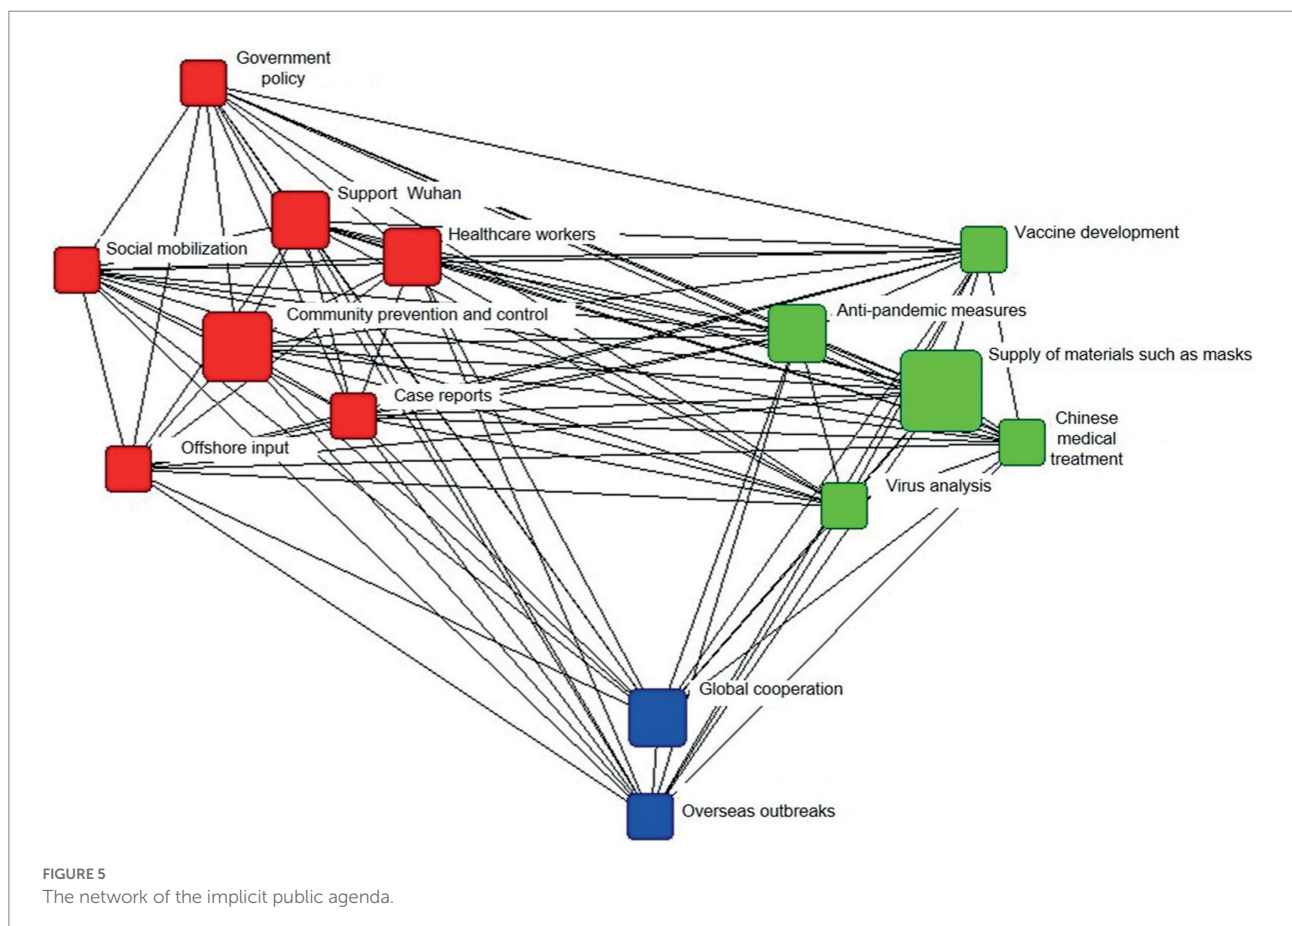 Government
policy
Support Wuhan
Healthcare workers
Social mobilization
Vaccine development
Community prevention and control
Anti-pandemic measures
Supply of materials such as masks
Case reports
Chinese
medical
treatment
Offshore input
Virus analysis
Global cooperation
Overseas outbreaks
FIGURE 5
The network of the implicit public agenda.